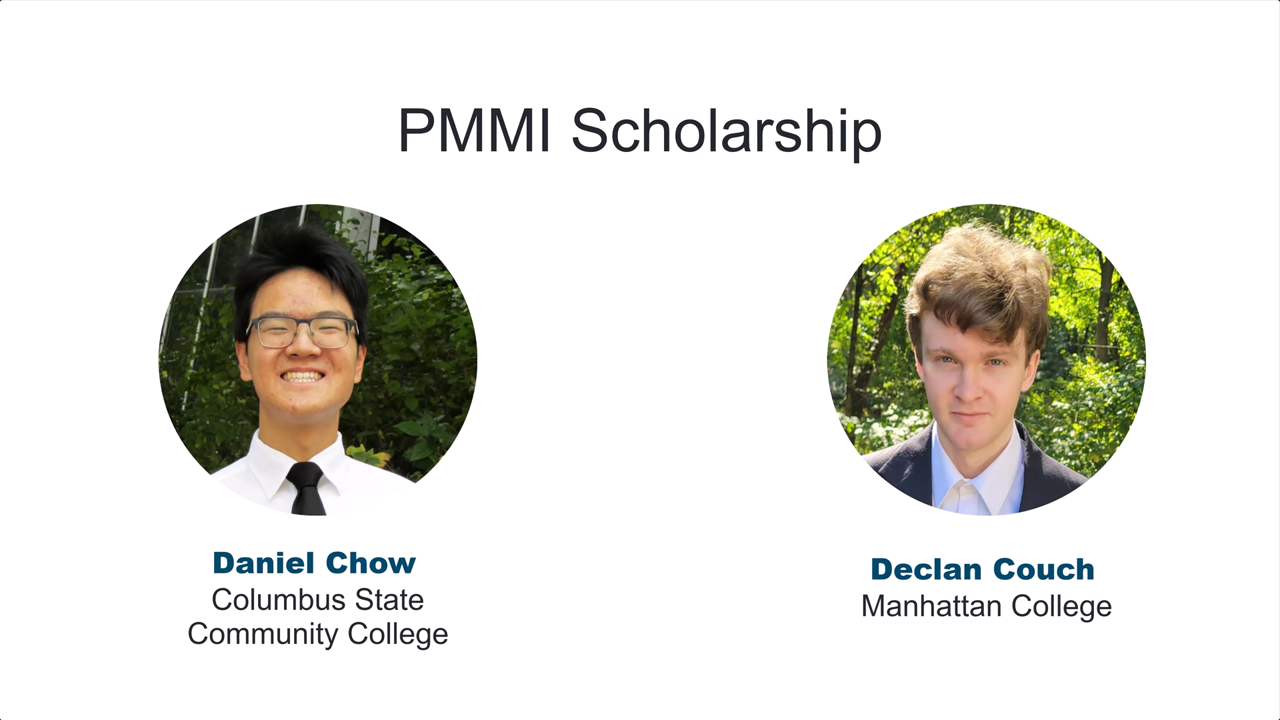 PMMI Scholarship
Daniel Chow
Columbus State
Community College
Declan Couch
Manhattan College